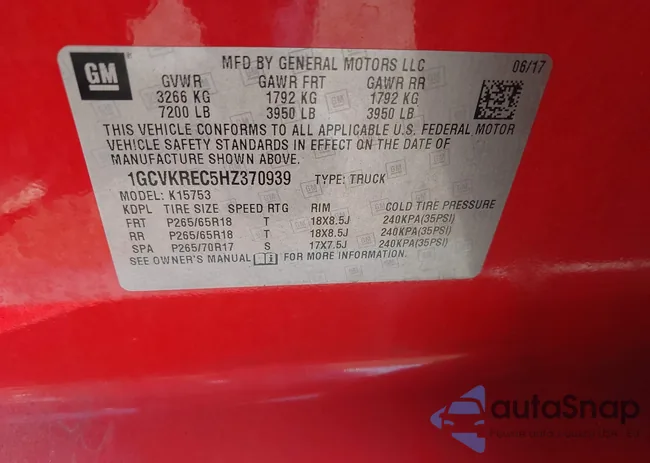 GM
MFD BY GENERAL MOTORS LLC 06/17
GVWR GAWR FRT GAWR RR
3266 KG 1792 KG 1792 KG
7200 LB 3950 LB 3950 LB
THIS VEHICLE CONFORMS TO ALL APPLICABLE U.S. FEDERAL MOTOR
VEHICLE SAFETY STANDARDS IN EFFECT ON THE DATE OF
MANUFACTURE SHOWN ABOVE.
1GCVKREC5HZ370939 TYPE: TRUCK
MODEL: K15753
KDPL TIRE SIZE SPEED RTG RIM COLD TIRE PRESSURE
FRT P265/65R18 T 18X8.5J 240KPA(35PSI)
RR P265/65R18 T 18X8.5J 240KPA(35PSI)
SPA P265/70R17 S 17X7.5J 240KPA(35PSI)
SEE OWNER'S MANUAL FOR MORE INFORMATION.
autaSnap